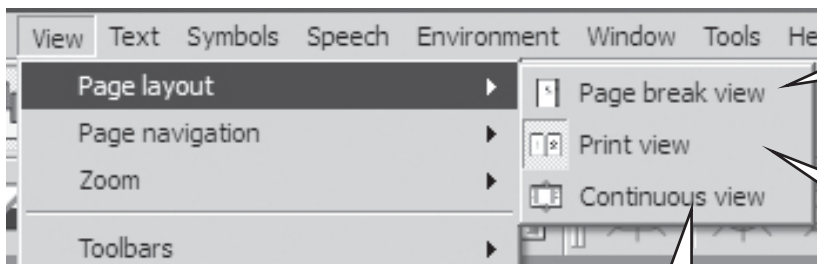 View Text Symbols Speech Environment Window Tools He
Page layout
Page break view
Page navigation
Print view
Zoom
Continuous view
Toolbars